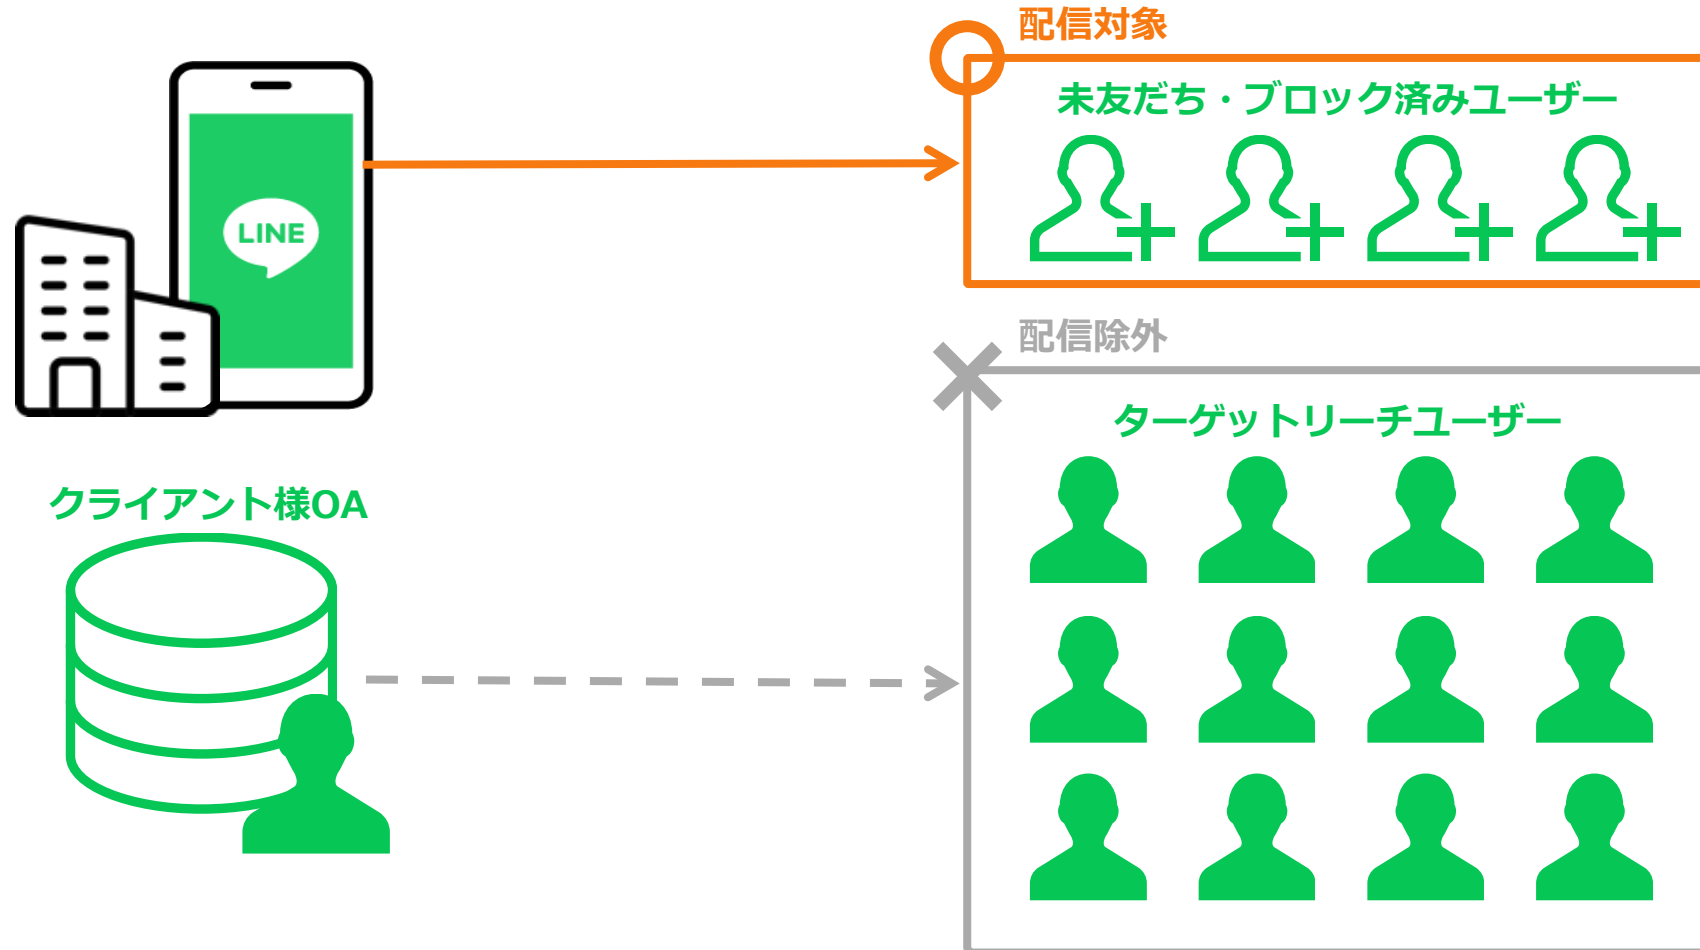 配信対象
未友だち・ブロック済みユーザー
LINE
配信除外
ターゲットリーチユーザー
クライアント様OA